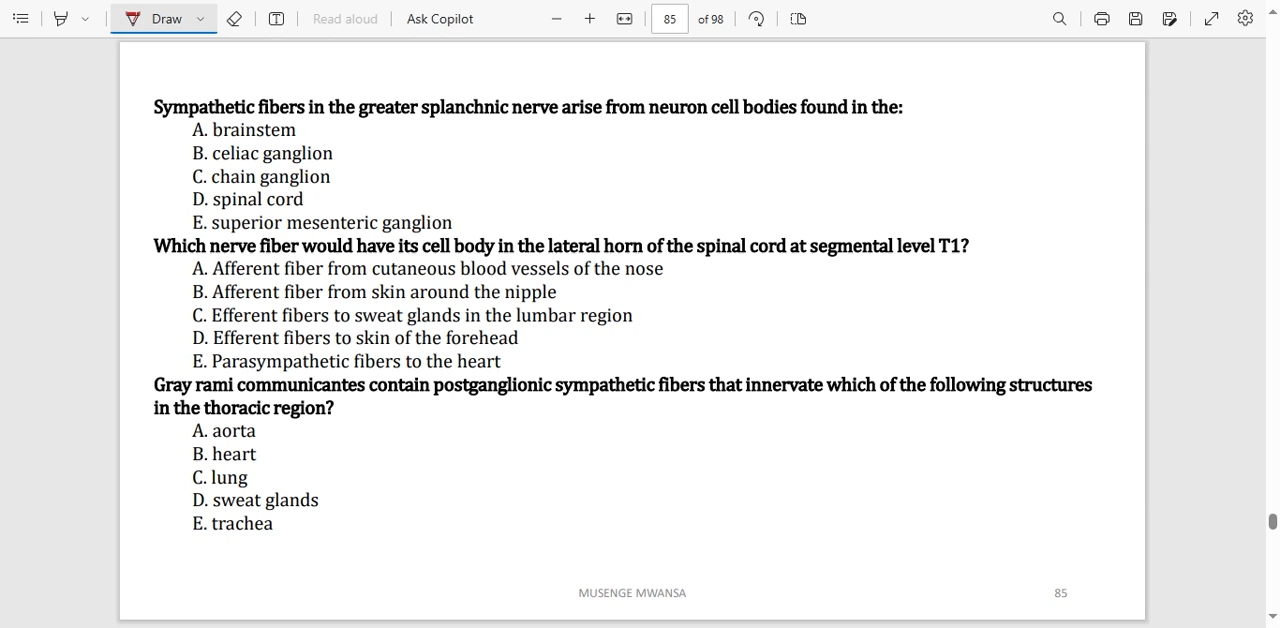 Draw
Read aloud
Ask Copilot
85
of 98
Sympathetic fibers in the greater splanchnic nerve arise from neuron cell bodies found in the:
A. brainstem
B. celiac ganglion
C. chain ganglion
D. spinal cord
E. superior mesenteric ganglion
Which nerve fiber would have its cell body in the lateral horn of the spinal cord at segmental level T1?
A. Afferent fiber from cutaneous blood vessels of the nose
B. Afferent fiber from skin around the nipple
C. Efferent fibers to sweat glands in the lumbar region
D. Efferent fibers to skin of the forehead
E. Parasympathetic fibers to the heart
Gray rami communicantes contain postganglionic sympathetic fibers that innervate which of the following structures
in the thoracic region?
A. aorta
B. heart
C. lung
D. sweat glands
E. trachea
MUSENGE MWANSA
85